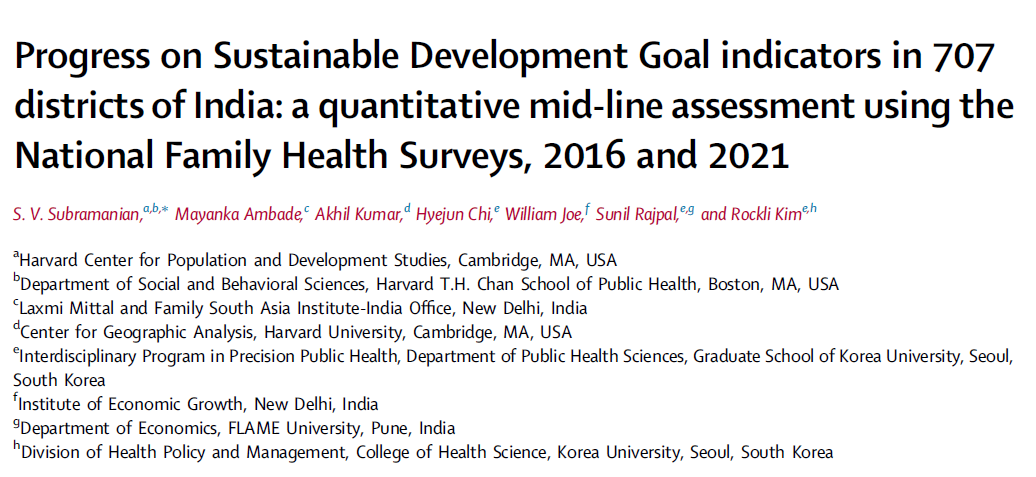 Progress on Sustainable Development Goal indicators in 707
districts of India: a quantitative mid-line assessment using the
National Family Health Surveys, 2016 and 2021
S. V. Subramanian,a,b,* Mayanka Ambade,c Akhil Kumar,d Hyejun Chi,e William Joe,f Sunil Rajpal,e,g and Rockli Kime,h
aHarvard Center for Population and Development Studies, Cambridge, MA, USA
bDepartment of Social and Behavioral Sciences, Harvard T.H. Chan School of Public Health, Boston, MA, USA
cLaxmi Mittal and Family South Asia Institute-India Office, New Delhi, India
dCenter for Geographic Analysis, Harvard University, Cambridge, MA, USA
eInterdisciplinary Program in Precision Public Health, Department of Public Health Sciences, Graduate School of Korea University, Seoul,
South Korea
fInstitute of Economic Growth, New Delhi, India
gDepartment of Economics, FLAME University, Pune, India
hDivision of Health Policy and Management, College of Health Science, Korea University, Seoul, South Korea